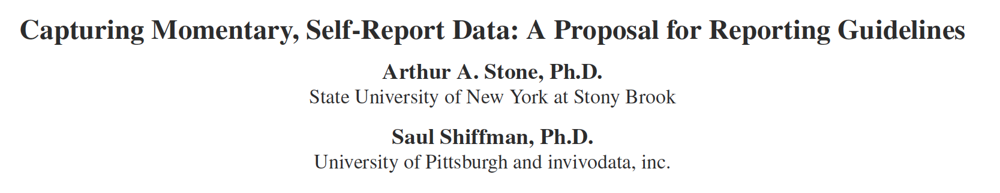 Capturing Momentary, Self-Report Data: A Proposal for Reporting Guidelines
Arthur A. Stone, Ph.D.
State University of New York at Stony Brook
Saul Shiffman, Ph.D.
University of Pittsburgh and invivodata, inc.